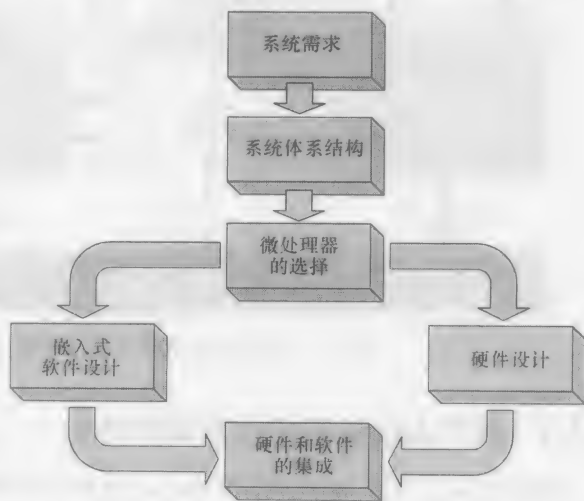 系统需求
系统体系结构
微处理器
的选择
嵌入式
软件设计
硬件设计
硬件和软件
的集成